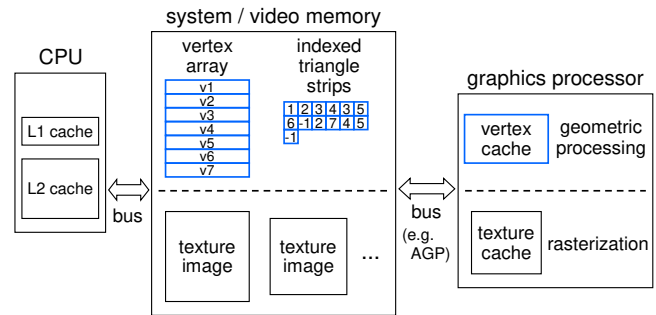 system / video memory
CPU
L1 cache
L2 cache
bus
vertex
array
v1
v2
v3
v4
v5
v6
v7
indexed
triangle
strips
1 2 3 4 3 5
6 -1 2 7 4 5
-1
texture
image
texture
image
...
bus
(e.g.
AGP)
graphics processor
vertex
cache
geometric
processing
texture
cache
rasterization